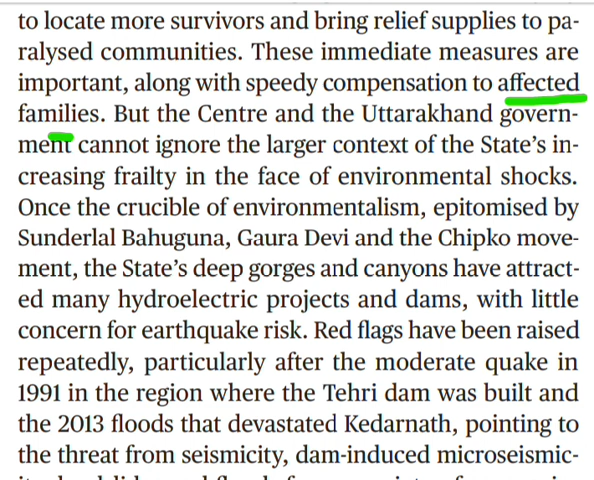 to locate more survivors and bring relief supplies to pa-
ralysed communities. These immediate measures are
important, along with speedy compensation to affected
families. But the Centre and the Uttarakhand govern-
ment cannot ignore the larger context of the State's in-
creasing frailty in the face of environmental shocks.
Once the crucible of environmentalism, epitomised by
Sunderlal Bahuguna, Gaura Devi and the Chipko move-
ment, the State's deep gorges and canyons have attract-
ed many hydroelectric projects and dams, with little
concern for earthquake risk. Red flags have been raised
repeatedly, particularly after the moderate quake in
1991 in the region where the Tehri dam was built and
the 2013 floods that devastated Kedarnath, pointing to
the threat from seismicity, dam-induced microseismic-